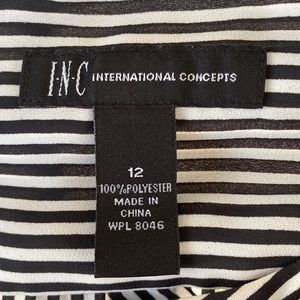 I·N·C INTERNATIONAL CONCEPTS
12
100%POLYESTER
MADE IN
CHINA
WPL 8046